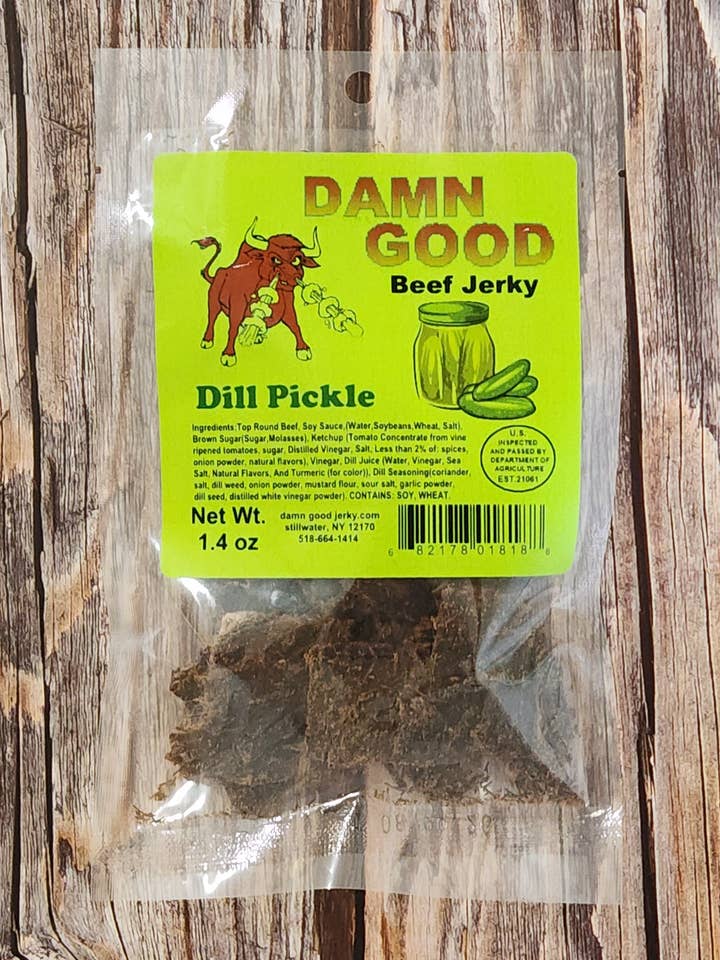 DAMN
GOOD
Beef Jerky
Dill Pickle
Ingredients:Top Round Beef, Soy Sauce,(Water,Soybeans,Wheat, Salt),
Brown Sugar(Sugar,Molasses), Ketchup (Tomato Concentrate from vine
ripened tomatoes, sugar, Distilled Vinegar, Salt, Less than 2% of: spices,
onion powder, natural flavors), Vinegar, Dill Juice (Water, Vinegar, Sea
Salt, Natural Flavors, And Turmeric (for color)), Dill Seasoning(coriander,
salt, dill weed, onion powder, mustard flour, sour salt, garlic powder,
dill seed, distilled white vinegar powder). CONTAINS: SOY, WHEAT.
U.S.
INSPECTED
AND PASSED BY
DEPARTMENT OF
AGRICULTURE
EST.21061
Net Wt.
1.4 oz
damn good jerky.com
stillwater, NY 12170
518-664-1414
6 82178 01818 8